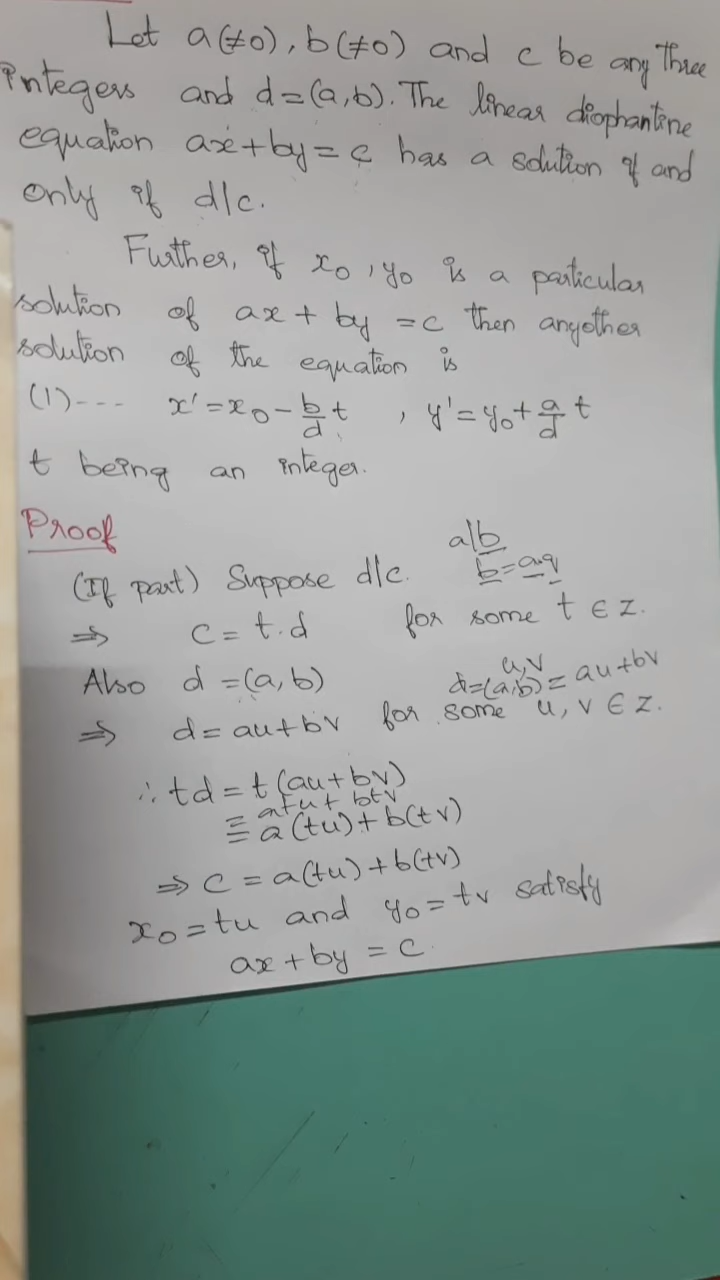 Let a(≠0), b(≠0) and c be any three
integers and d=(a,b). The linear diophantine
equation ax+by=c has a solution if and
only if d/c.
Further, if x₀, y₀ is a particular
solution of ax + by = c then anyother
solution of the equation is
(1)--- x' = x₀ - b/d t , y' = y₀ + a/d t
t being an integer.
Proof
a|b
b=a.q
(If part) Suppose d/c.
⇒ c = t.d for some t ∈ Z.
Also d = (a,b)
u,v
d=(a,b)= au+bv
⇒ d = au+bv for some u, v ∈ Z.
∴ td = t(au+bv)
= atu + btv
= a(tu)+b(tv)
⇒ c = a(tu)+b(tv)
x₀ = tu and y₀ = tv satisfy
ax + by = c.